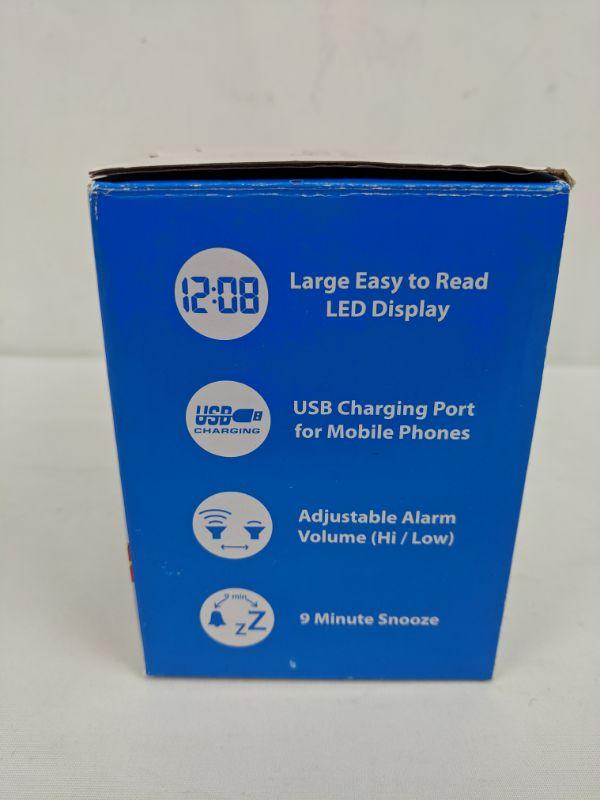 12:08
Large Easy to Read
LED Display
USB
CHARGING
USB Charging Port
for Mobile Phones
Adjustable Alarm
Volume (Hi / Low)
9 min
z Z
9 Minute Snooze